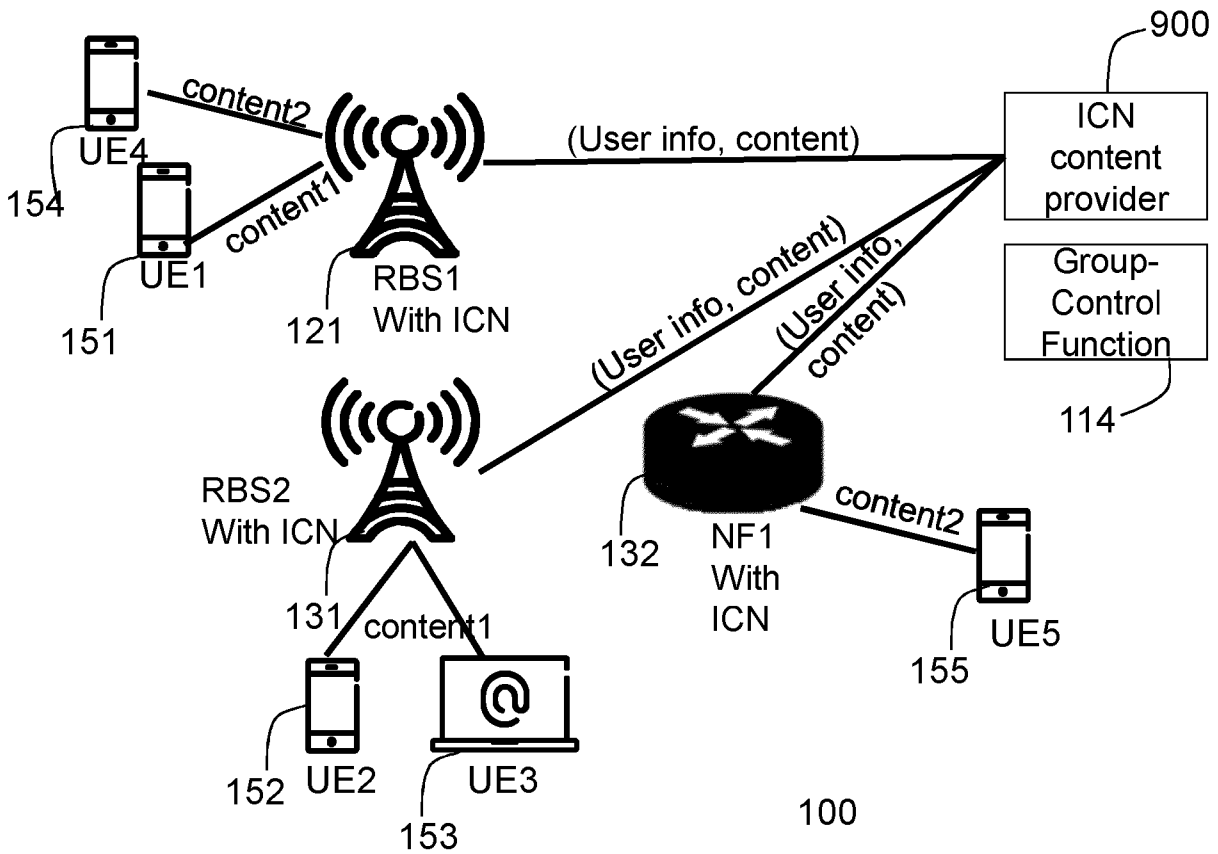 900
ICN
content
provider
(User info, content)
content2
UE4
154
content1
UE1
151
RBS1
With ICN
121
Group-
Control
Function
114
(User info, content)
(User info,
content)
RBS2
With ICN
131
content1
132
NF1
With
ICN
content2
UE5
155
@
152
UE2
UE3
153
100